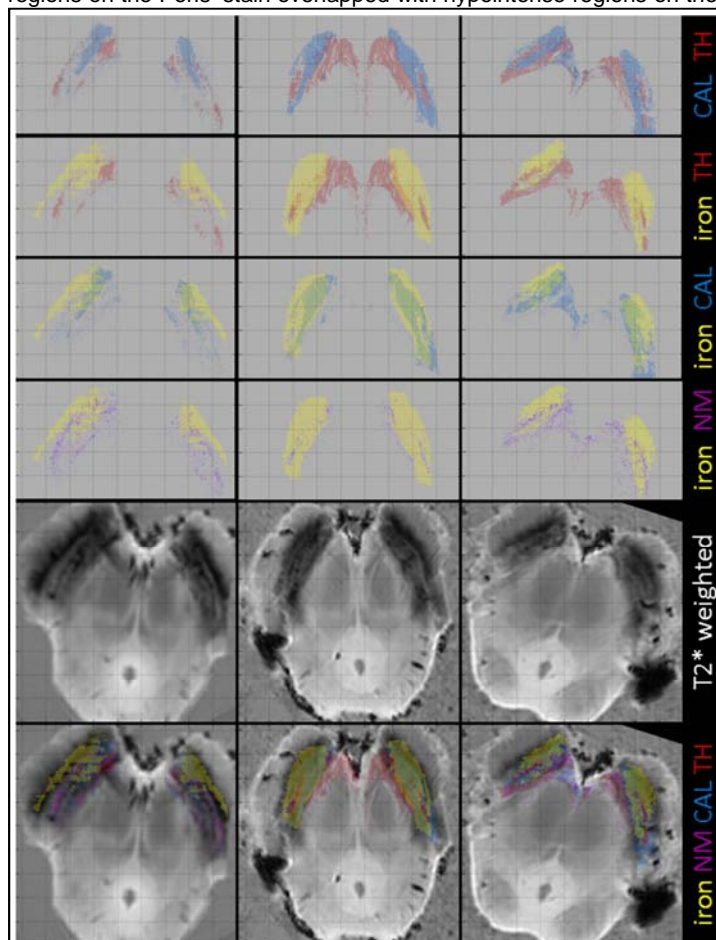 regions on the Perls' stain overlapped with hypointense regions on the
CAL TH
iron TH
iron CAL
iron NM
T2* weighted
iron NM CAL TH